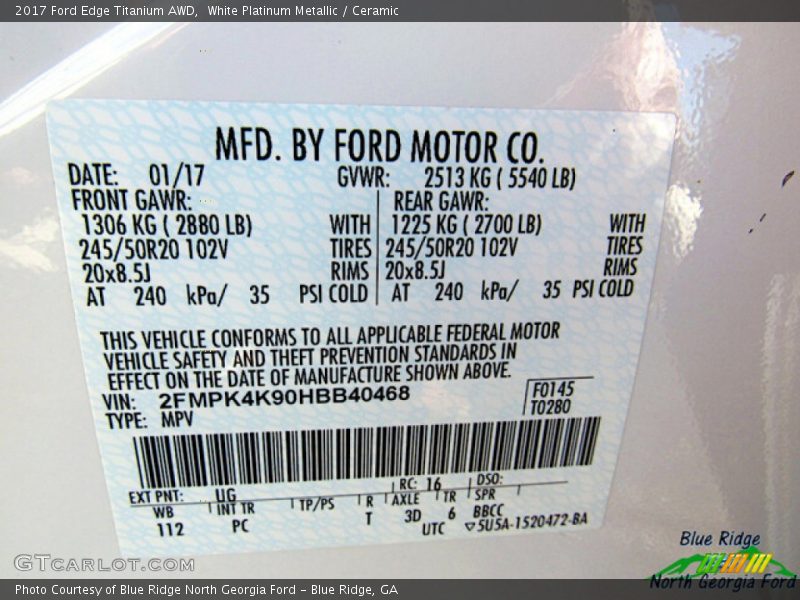 2017 Ford Edge Titanium AWD,  White Platinum Metallic / Ceramic
MFD. BY FORD MOTOR CO.
DATE: 01/17 GVWR: 2513 KG ( 5540 LB)
FRONT GAWR: REAR GAWR:
1306 KG ( 2880 LB) WITH 1225 KG ( 2700 LB) WITH
245/50R20 102V TIRES 245/50R20 102V TIRES
20x8.5J RIMS 20x8.5J RIMS
AT 240 kPa/ 35 PSI COLD AT 240 kPa/ 35 PSI COLD
THIS VEHICLE CONFORMS TO ALL APPLICABLE FEDERAL MOTOR
VEHICLE SAFETY AND THEFT PREVENTION STANDARDS IN
EFFECT ON THE DATE OF MANUFACTURE SHOWN ABOVE.
VIN: 2FMPK4K90HBB40468 F0145
TYPE: MPV T0280
EXT PNT: UG RC: 16 DSO:
WB INT TR TP/PS R AXLE TR SPR
112 PC T 3D 6 BBCC
UTC ▽5U5A-1520472-BA
GTCARLOT.COM
Blue Ridge
North Georgia Ford
Photo Courtesy of Blue Ridge North Georgia Ford – Blue Ridge, GA